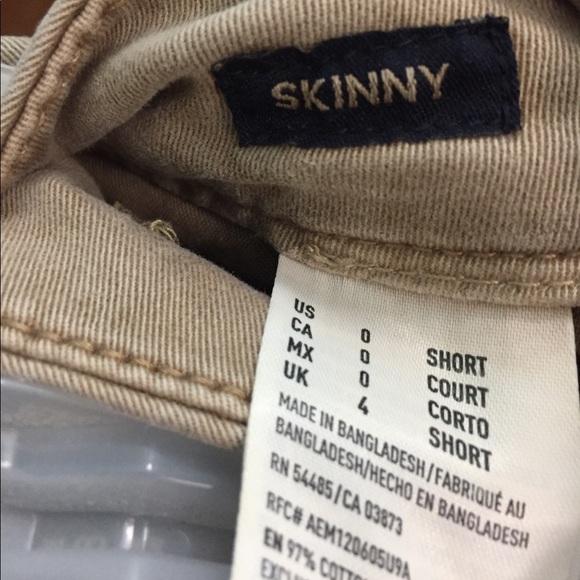 SKINNY
US 0 SHORT
CA 0 COURT
MX 0 CORTO
UK 4 SHORT
MADE IN BANGLADESH/FABRIQUÉ AU
BANGLADESH/HECHO EN BANGLADESH
RN 54485/CA 03873
RFC# AEM120605U9A
EN 97% COTTO
EXCLU